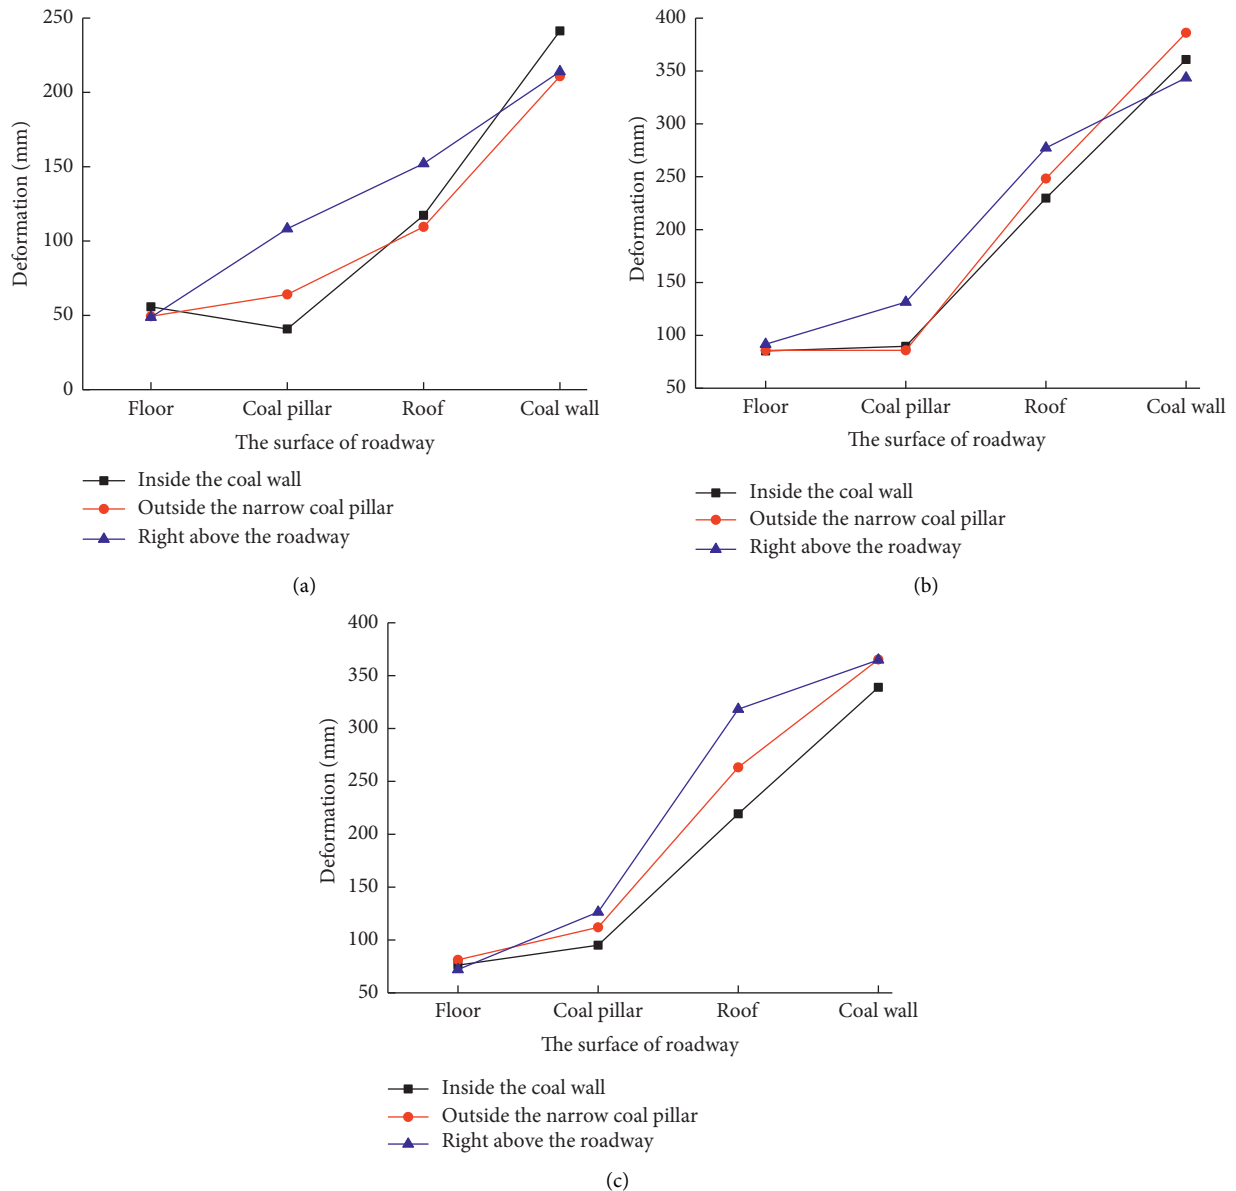 250
200
150
100
50
0
Deformation (mm)
Floor Coal pillar Roof Coal wall
The surface of roadway
Inside the coal wall
Outside the narrow coal pillar
Right above the roadway
(a)
400
350
300
250
200
150
100
50
Deformation (mm)
Floor Coal pillar Roof Coal wall
The surface of roadway
Inside the coal wall
Outside the narrow coal pillar
Right above the roadway
(b)
400
350
300
250
200
150
100
50
Deformation (mm)
Floor Coal pillar Roof Coal wall
The surface of roadway
Inside the coal wall
Outside the narrow coal pillar
Right above the roadway
(c)